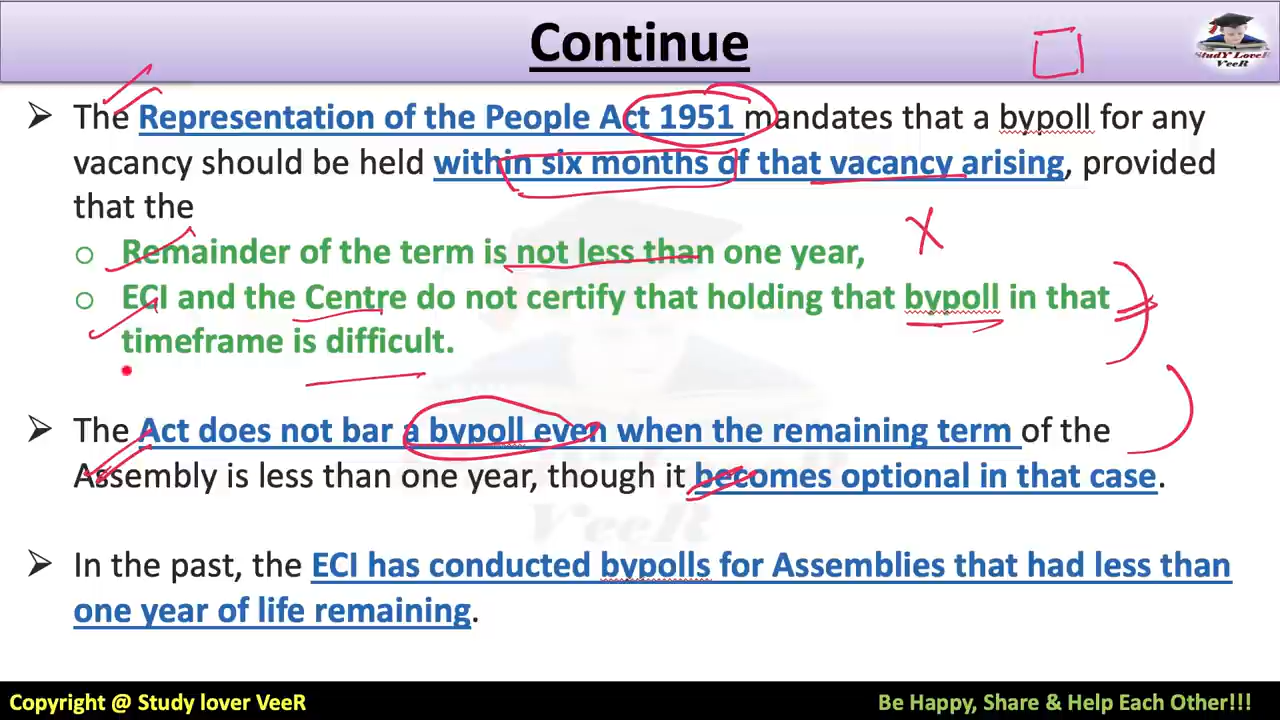 Continue
StudY LoveR
VeeR
➢ The Representation of the People Act 1951 mandates that a bypoll for any
vacancy should be held within six months of that vacancy arising, provided
that the
o Remainder of the term is not less than one year,
o ECI and the Centre do not certify that holding that bypoll in that
timeframe is difficult.
➢ The Act does not bar a bypoll even when the remaining term of the
Assembly is less than one year, though it becomes optional in that case.
VeeR
➢ In the past, the ECI has conducted bypolls for Assemblies that had less than
one year of life remaining.
Copyright @ Study lover VeeR
Be Happy, Share & Help Each Other!!!